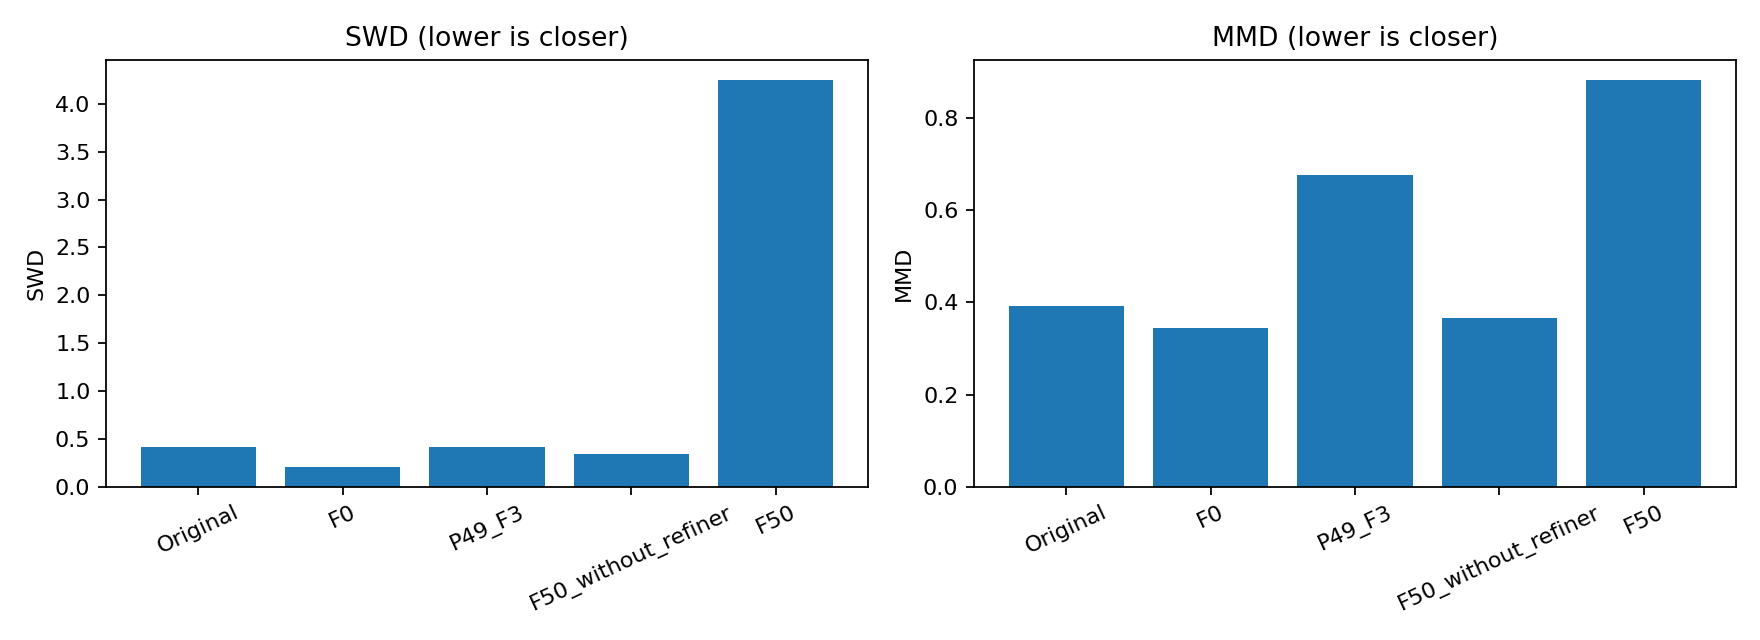 SWD (lower is closer)
SWD
4.0
3.5
3.0
2.5
2.0
1.5
1.0
0.5
0.0
Original
F0
P49_F3
F50_without_refiner
F50
MMD (lower is closer)
MMD
0.8
0.6
0.4
0.2
0.0
Original
F0
P49_F3
F50_without_refiner
F50